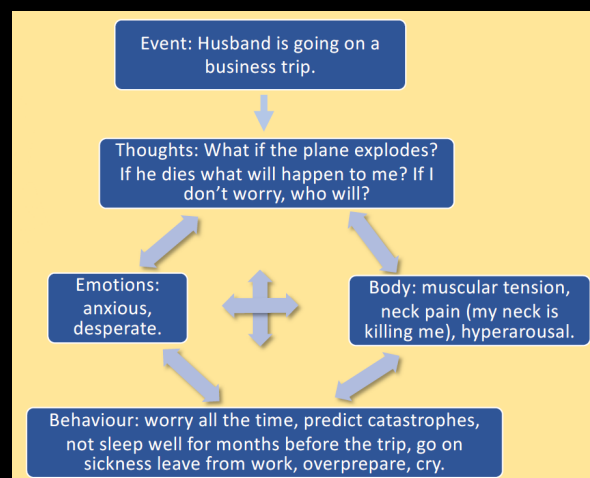 Event: Husband is going on a
business trip.
Thoughts: What if the plane explodes?
If he dies what will happen to me? If I
don’t worry, who will?
Emotions:
anxious,
desperate.
Body: muscular tension,
neck pain (my neck is
killing me), hyperarousal.
Behaviour: worry all the time, predict catastrophes,
not sleep well for months before the trip, go on
sickness leave from work, overprepare, cry.